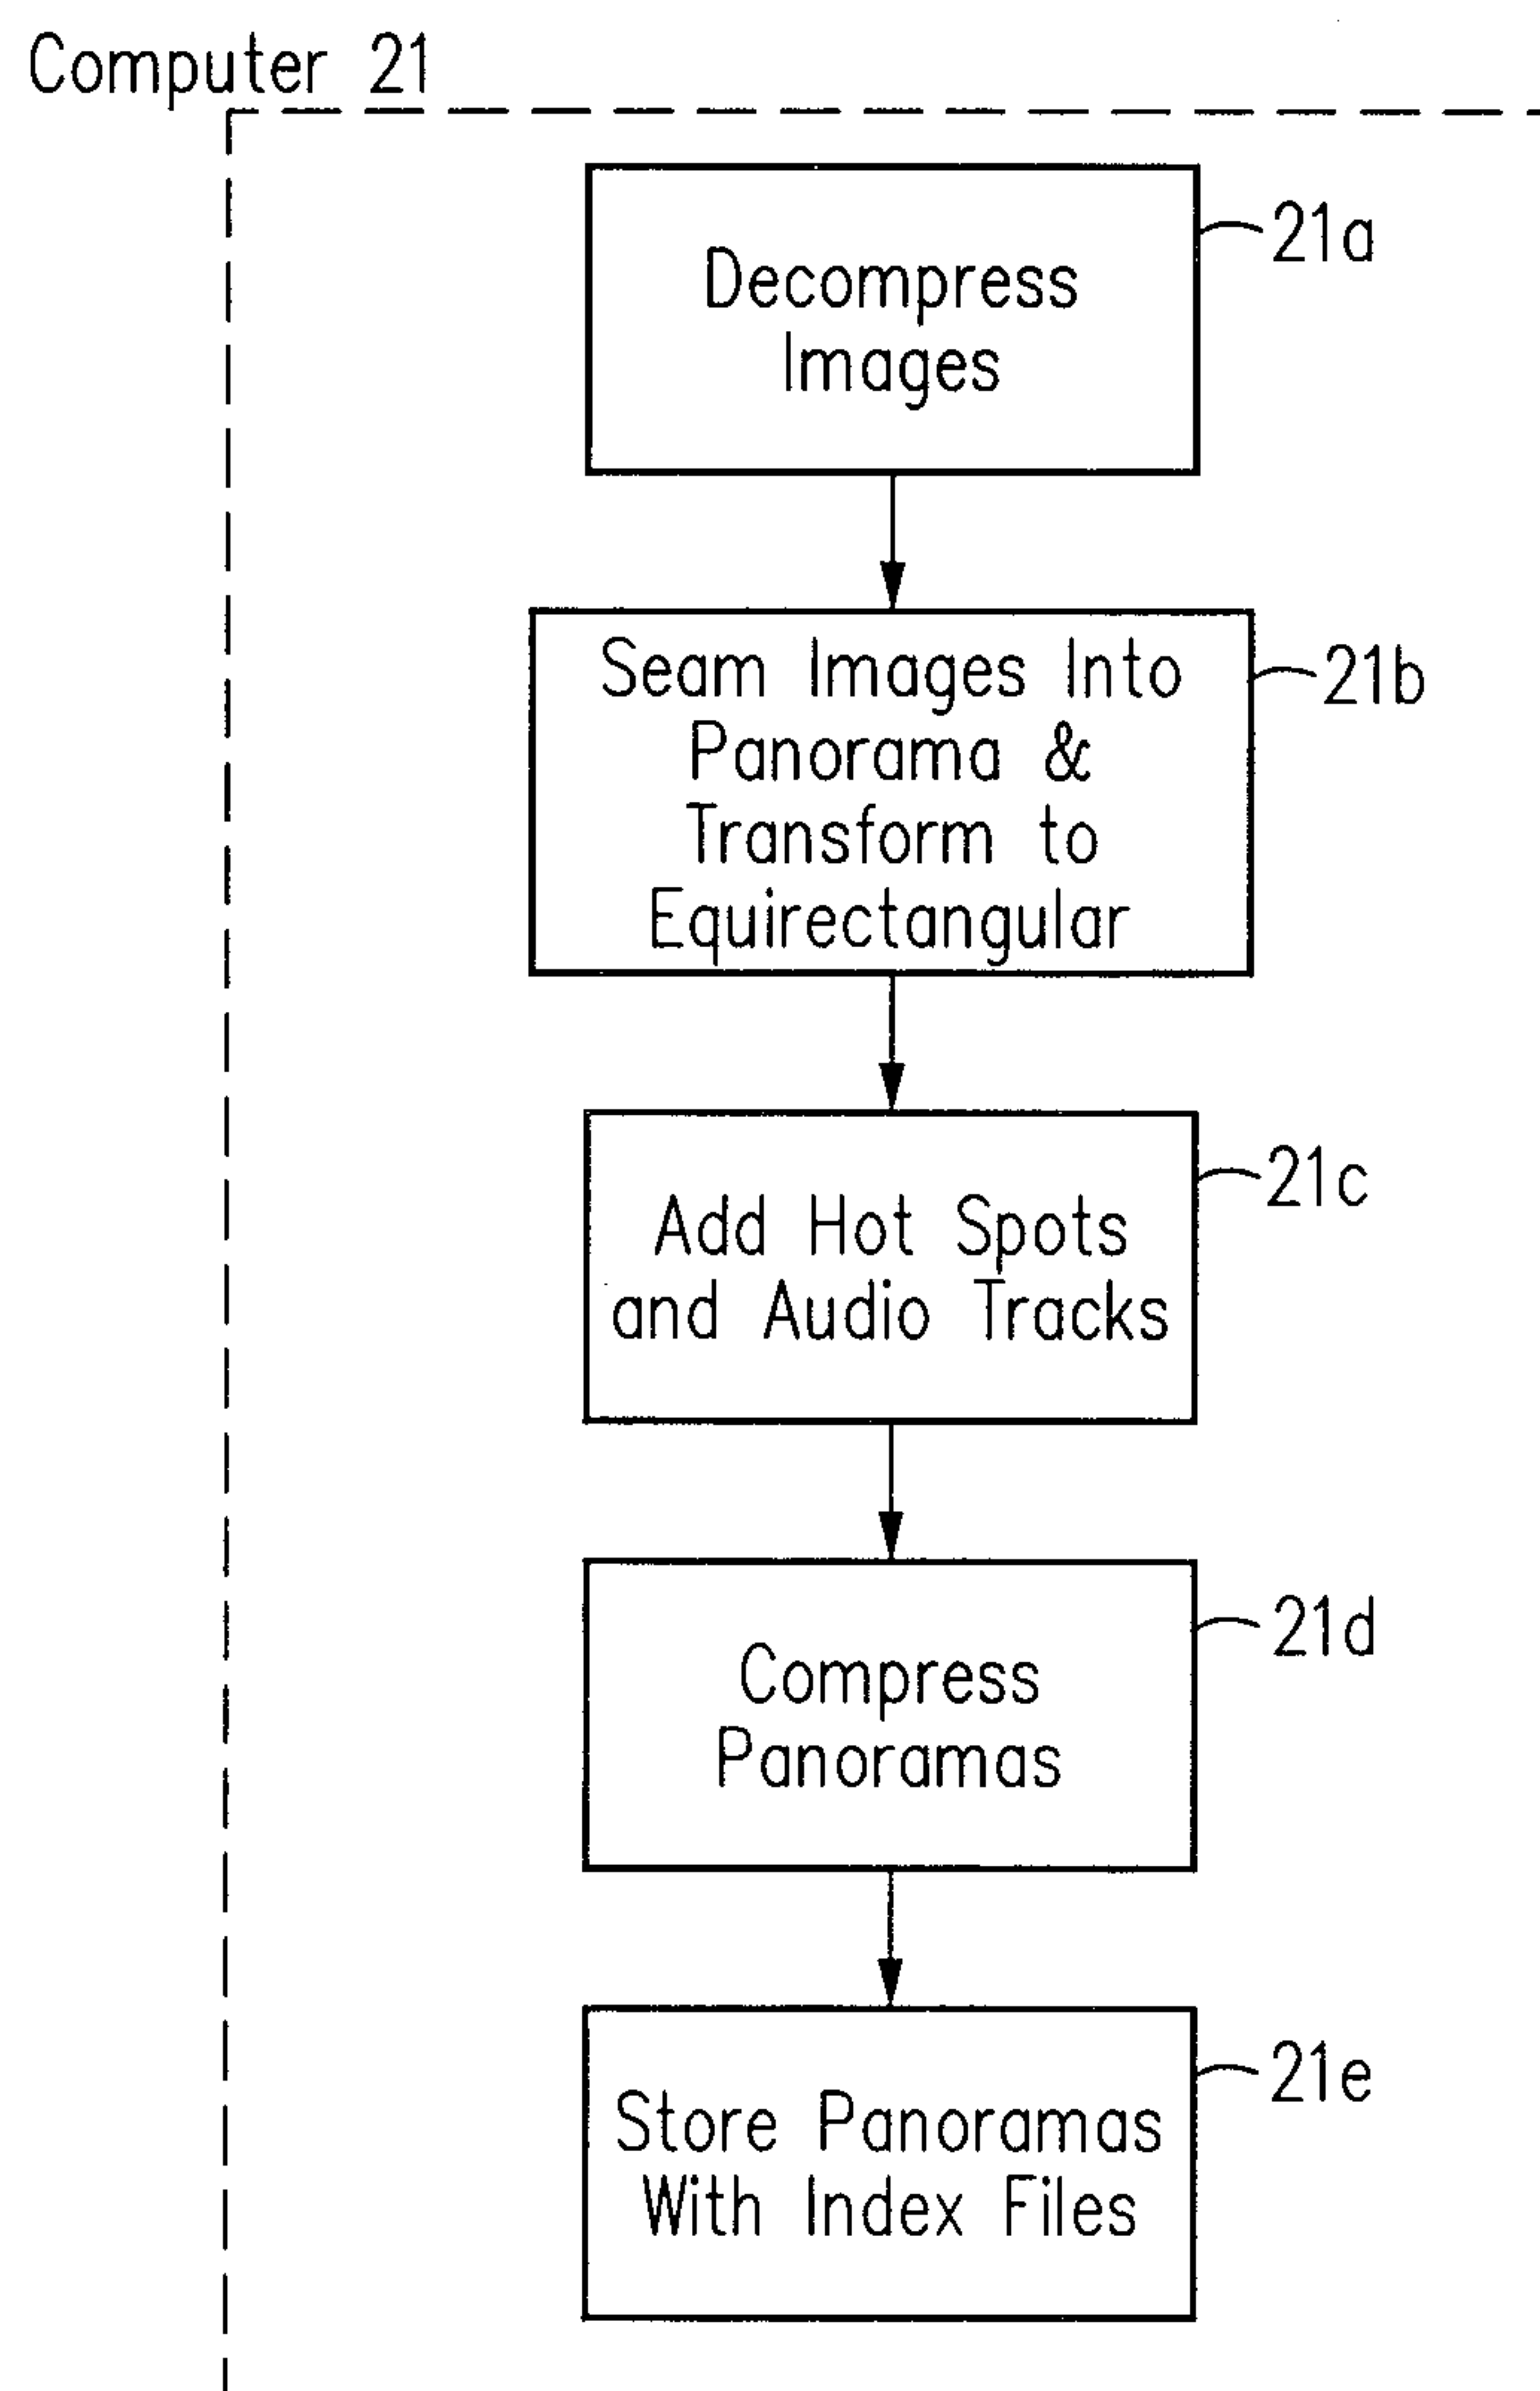 Computer 21
Decompress
Images
21a
Seam Images Into
Panorama &
Transform to
Equirectangular
21b
Add Hot Spots
and Audio Tracks
21c
Compress
Panoramas
21d
Store Panoramas
With Index Files
21e